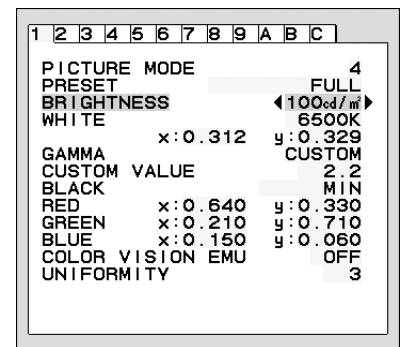 1 2 3 4 5 6 7 8 9 A B C
PICTURE MODE 4
PRESET FULL
BRIGHTNESS 100cd/㎡
WHITE 6500K
x:0.312 y:0.329
GAMMA CUSTOM
CUSTOM VALUE 2.2
BLACK MIN
RED x:0.640 y:0.330
GREEN x:0.210 y:0.710
BLUE x:0.150 y:0.060
COLOR VISION EMU OFF
UNIFORMITY 3